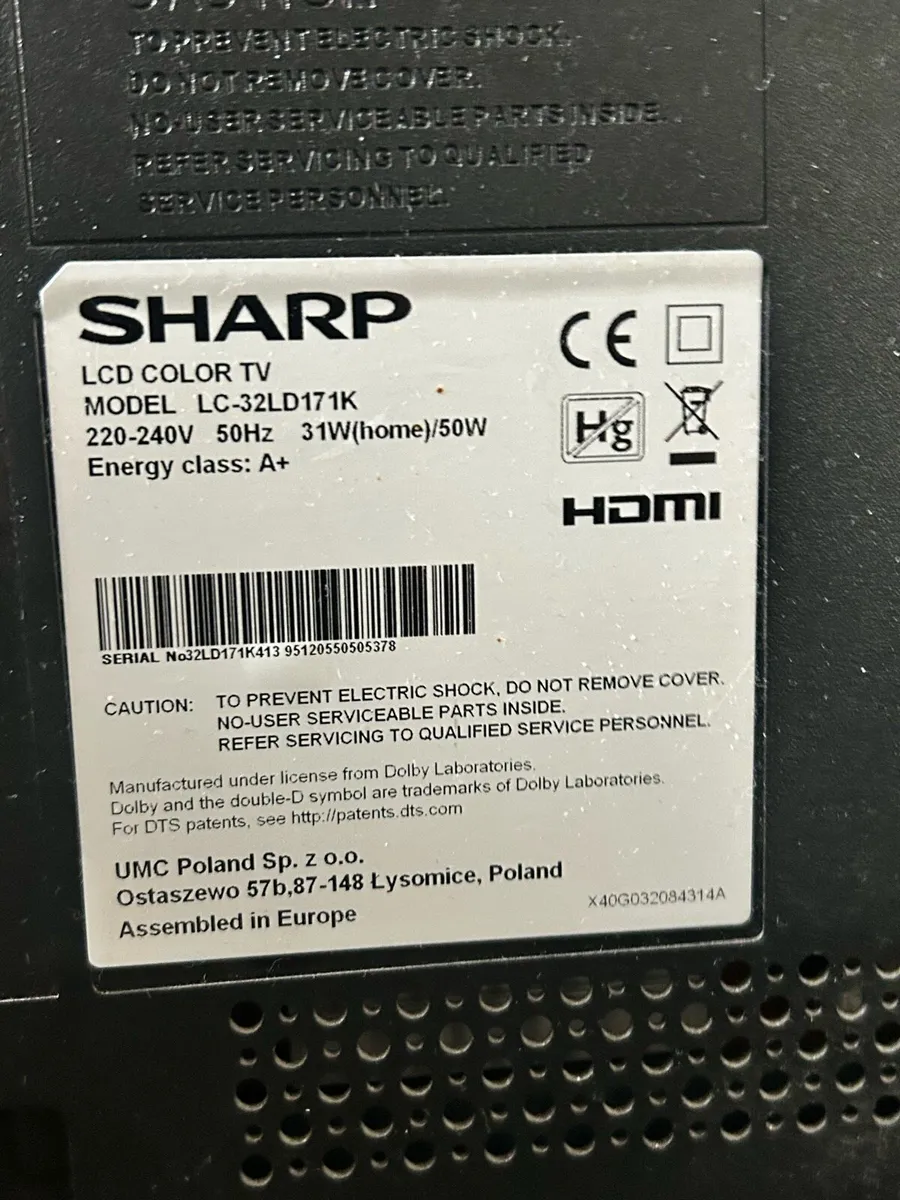 TO PREVENT ELECTRIC SHOCK,
DO NOT REMOVE COVER.
NO-USER SERVICEABLE PARTS INSIDE.
REFER SERVICING TO QUALIFIED
SERVICE PERSONNEL.
SHARP
LCD COLOR TV
MODEL LC-32LD171K
220-240V 50Hz 31W(home)/50W
Energy class: A+
CE
Hg
HDMI
SERIAL No32LD171K413 95120550505378
CAUTION: TO PREVENT ELECTRIC SHOCK, DO NOT REMOVE COVER.
NO-USER SERVICEABLE PARTS INSIDE.
REFER SERVICING TO QUALIFIED SERVICE PERSONNEL.
Manufactured under license from Dolby Laboratories.
Dolby and the double-D symbol are trademarks of Dolby Laboratories.
For DTS patents, see http://patents.dts.com
UMC Poland Sp. z o.o.
Ostaszewo 57b,87-148 Łysomice, Poland
Assembled in Europe
X40G032084314A